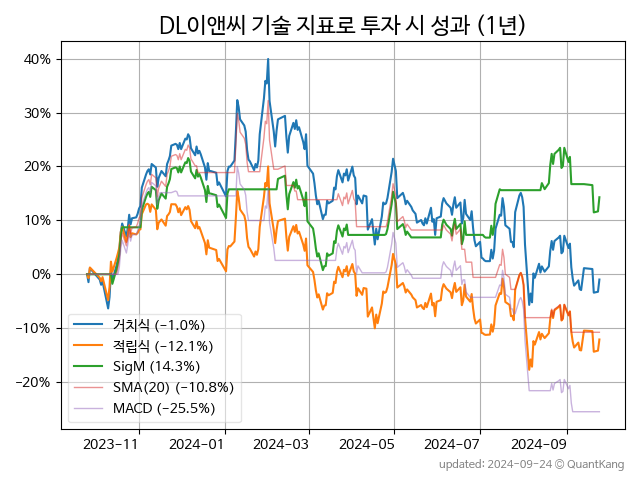 DL이앤씨 기술 지표로 투자 시 성과 (1년)
40%
30%
20%
10%
0%
−10%
−20%
거치식 (−1.0%)
적립식 (−12.1%)
SigM (14.3%)
SMA(20) (−10.8%)
MACD (−25.5%)
2023-11 2024-01 2024-03 2024-05 2024-07 2024-09
updated: 2024-09-24 © QuantKang